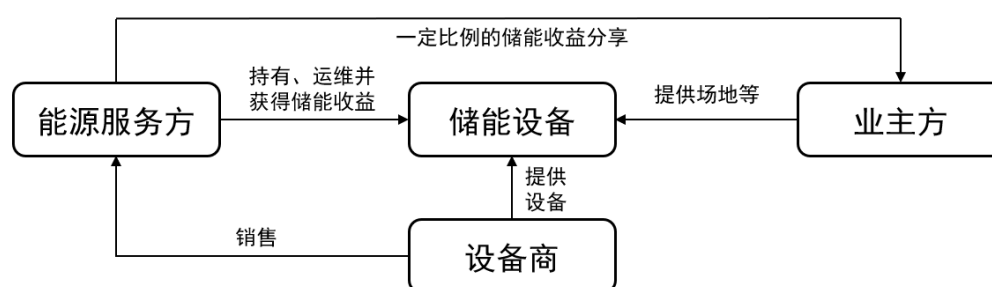 一定比例的储能收益分享
持有、运维并
获得储能收益
提供场地等
能源服务方
储能设备
业主方
提供
设备
销售
设备商